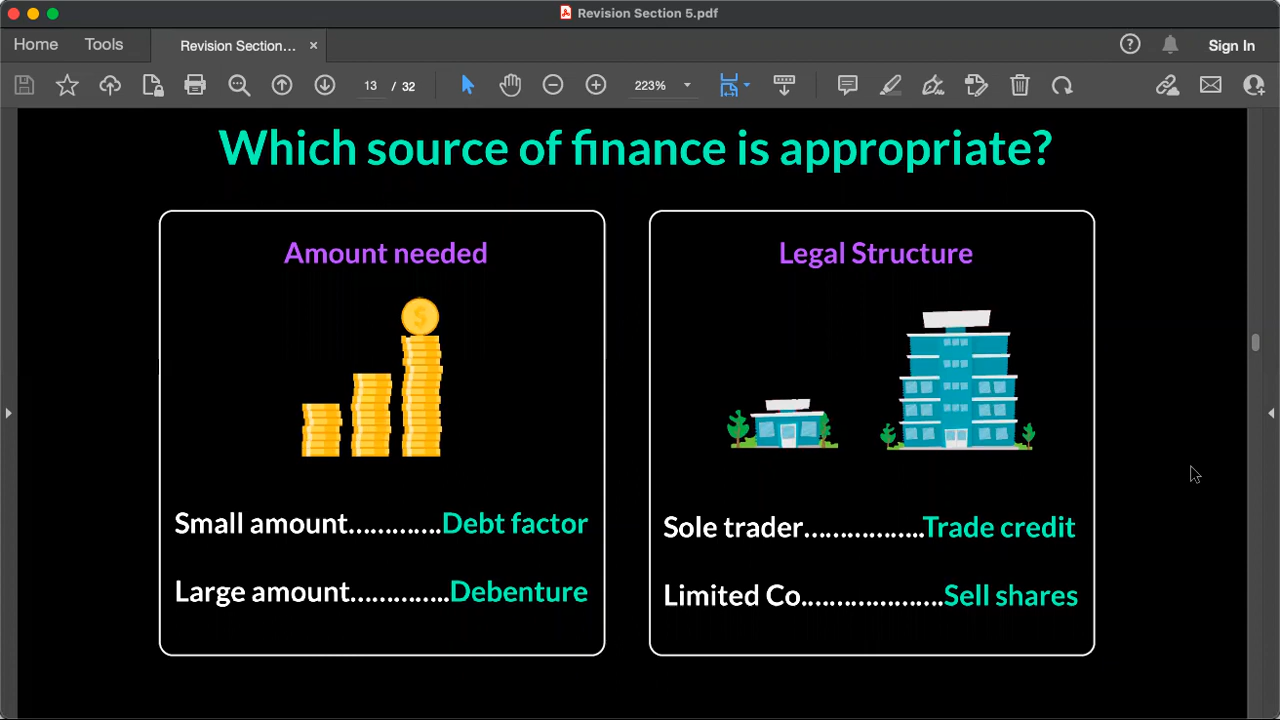 Revision Section 5.pdf
Home
Tools
Revision Section...
×
Sign In
13 / 32
223%
Which source of finance is appropriate?
Amount needed
$
Small amount.............Debt factor
Large amount..............Debenture
Legal Structure
Sole trader.................Trade credit
Limited Co....................Sell shares